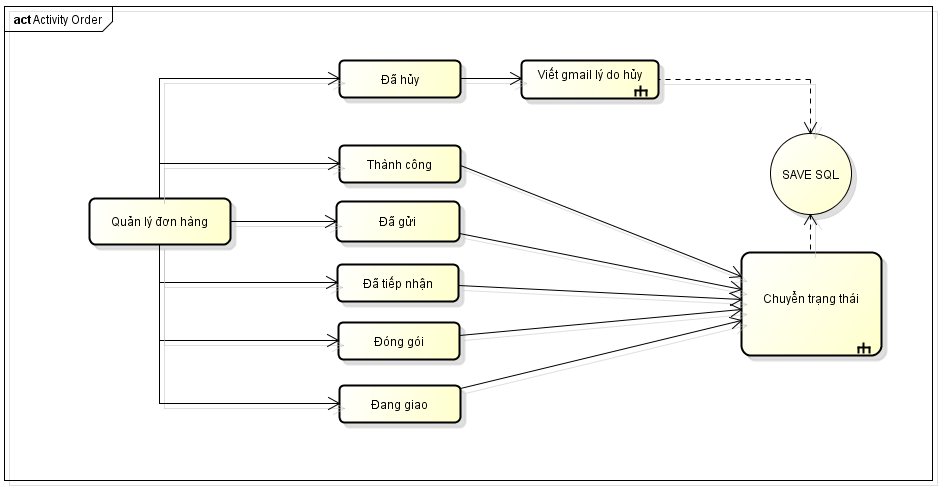 act Activity Order
Đã hủy
Viết gmail lý do hủy
Thành công
SAVE SQL
Quản lý đơn hàng
Đã gửi
Đã tiếp nhận
Chuyển trạng thái
Đóng gói
Đang giao